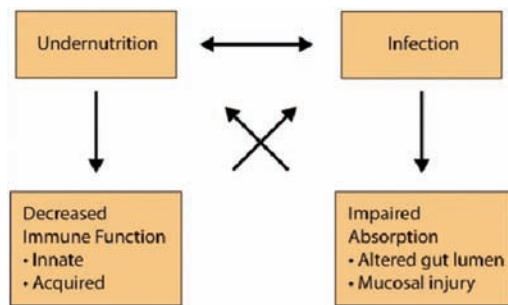 Undernutrition
Infection
Decreased
Immune Function
• Innate
• Acquired
Impaired
Absorption
• Altered gut lumen
• Mucosal injury